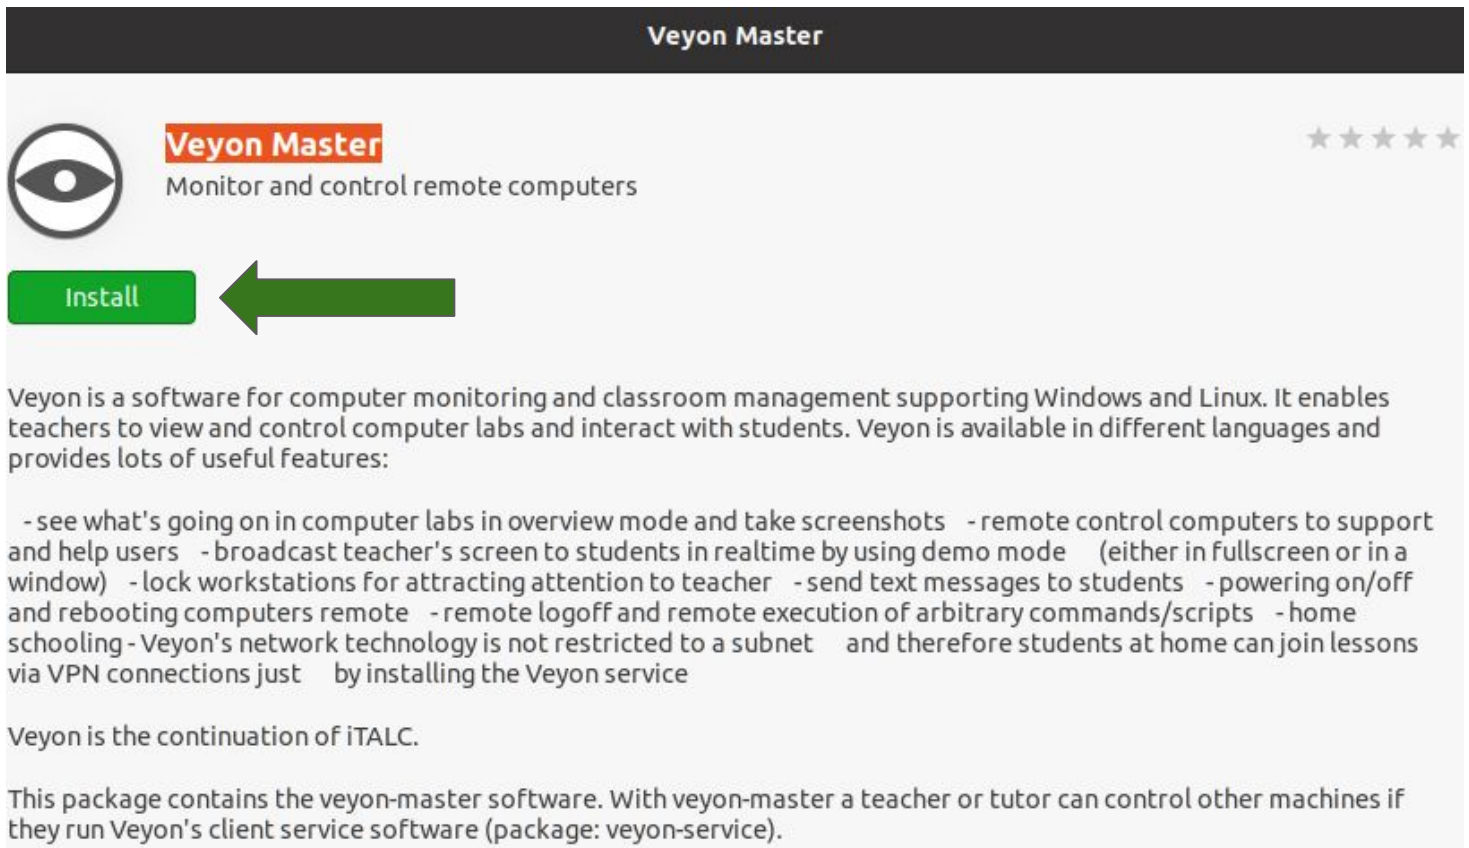 Veyon Master
Veyon Master
Monitor and control remote computers
Install
Veyon is a software for computer monitoring and classroom management supporting Windows and Linux. It enables
teachers to view and control computer labs and interact with students. Veyon is available in different languages and
provides lots of useful features:
- see what's going on in computer labs in overview mode and take screenshots - remote control computers to support
and help users - broadcast teacher's screen to students in realtime by using demo mode (either in fullscreen or in a
window) - lock workstations for attracting attention to teacher - send text messages to students - powering on/off
and rebooting computers remote - remote logoff and remote execution of arbitrary commands/scripts - home
schooling - Veyon's network technology is not restricted to a subnet and therefore students at home can join lessons
via VPN connections just by installing the Veyon service
Veyon is the continuation of iTALC.
This package contains the veyon-master software. With veyon-master a teacher or tutor can control other machines if
they run Veyon's client service software (package: veyon-service).